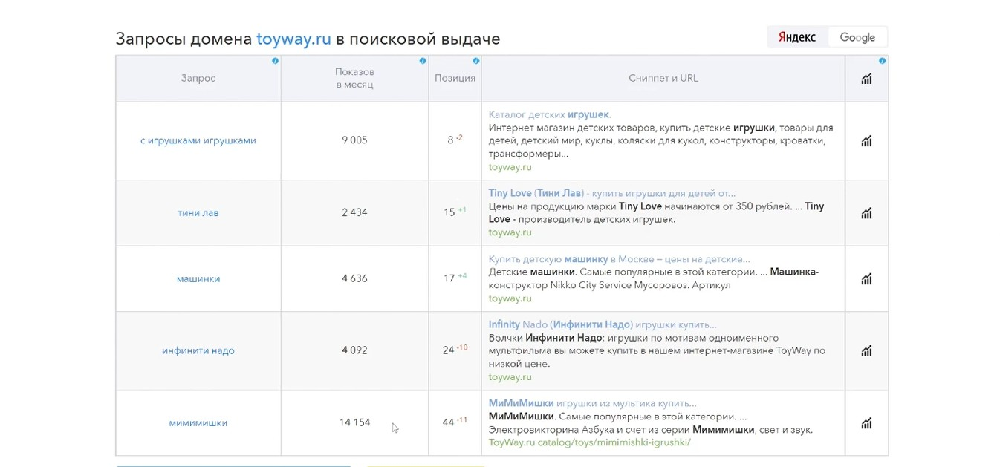 Запросы домена toyway.ru в поисковой выдаче
Яндекс
Google
Запрос
Показов
в месяц
Позиция
Сниппет и URL
с игрушками игрушками
9 005
8 -2
Каталог детских игрушек.
Интернет магазин детских товаров, купить детские игрушки, товары для
детей, детский мир, куклы, коляски для кукол, конструкторы, кроватки,
трансформеры...
toyway.ru
тини лав
2 434
15 +1
Tiny Love (Тини Лав) - купить игрушки для детей от...
Цены на продукцию марки Tiny Love начинаются от 350 рублей. ... Tiny
Love - производитель детских игрушек.
toyway.ru
машинки
4 636
17 +4
Купить детскую машинку в Москве – цены на детские...
Детские машинки. Самые популярные в этой категории. ... Машинка-
конструктор Nikko City Service Мусоровоз. Артикул
toyway.ru
инфинити надо
4 092
24 -10
Infinity Nado (Инфинити Надо) игрушки купить...
Волчки Инфинити Надо: игрушки по мотивам одноименного
мультфильма вы можете купить в нашем интернет-магазине ToyWay по
низкой цене.
toyway.ru
мимимишки
14 154
44 -11
МиМиМишки игрушки из мультика купить...
МиМиМишки. Самые популярные в этой категории. ...
Электровикторина Азбука и счет из серии Мимимишки, свет и звук.
ToyWay.ru catalog/toys/mimimishki-igrushki/